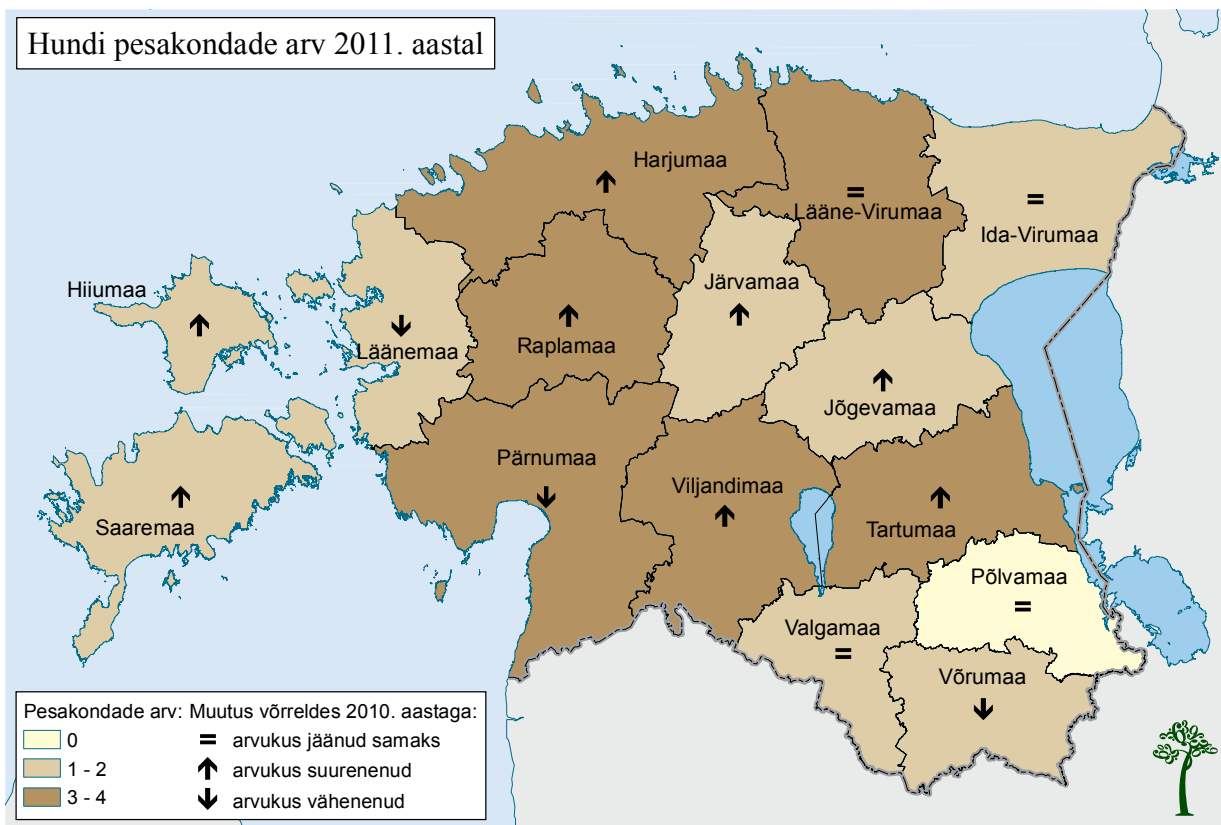 Hundi pesakondade arv 2011. aastal
Harjumaa
=
Lääne-Virumaa
=
Ida-Virumaa
Hiiumaa
↑
Järvamaa
↑
Läänemaa
↓
Raplamaa
↑
Jõgevamaa
↑
Pärnumaa
↓
Viljandimaa
↑
Saaremaa
↑
Tartumaa
↑
Põlvamaa
=
Valgamaa
=
Võrumaa
↓
Pesakondade arv: Muutus võrreldes 2010. aastaga:
0 = arvukus jäänud samaks
1 - 2 ↑ arvukus suurenenud
3 - 4 ↓ arvukus vähenenud